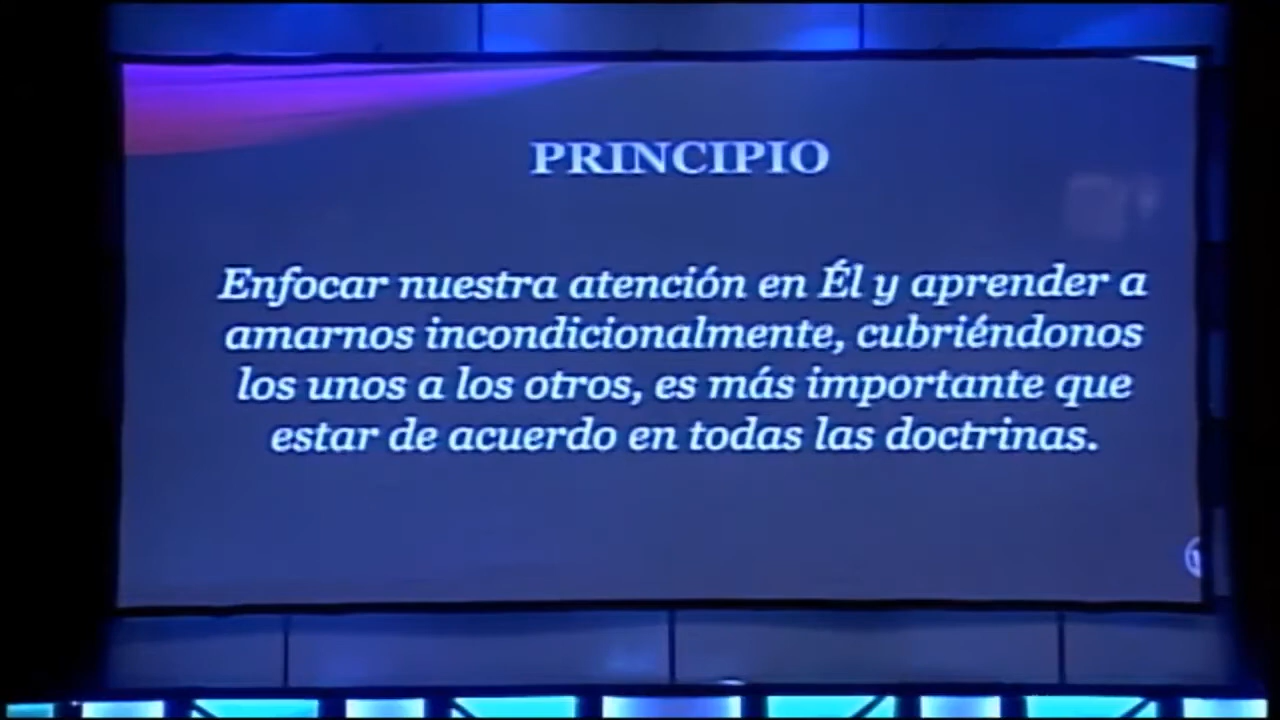 PRINCIPIO
Enfocar nuestra atención en Él y aprender a
amarnos incondicionalmente, cubriéndonos
los unos a los otros, es más importante que
estar de acuerdo en todas las doctrinas.